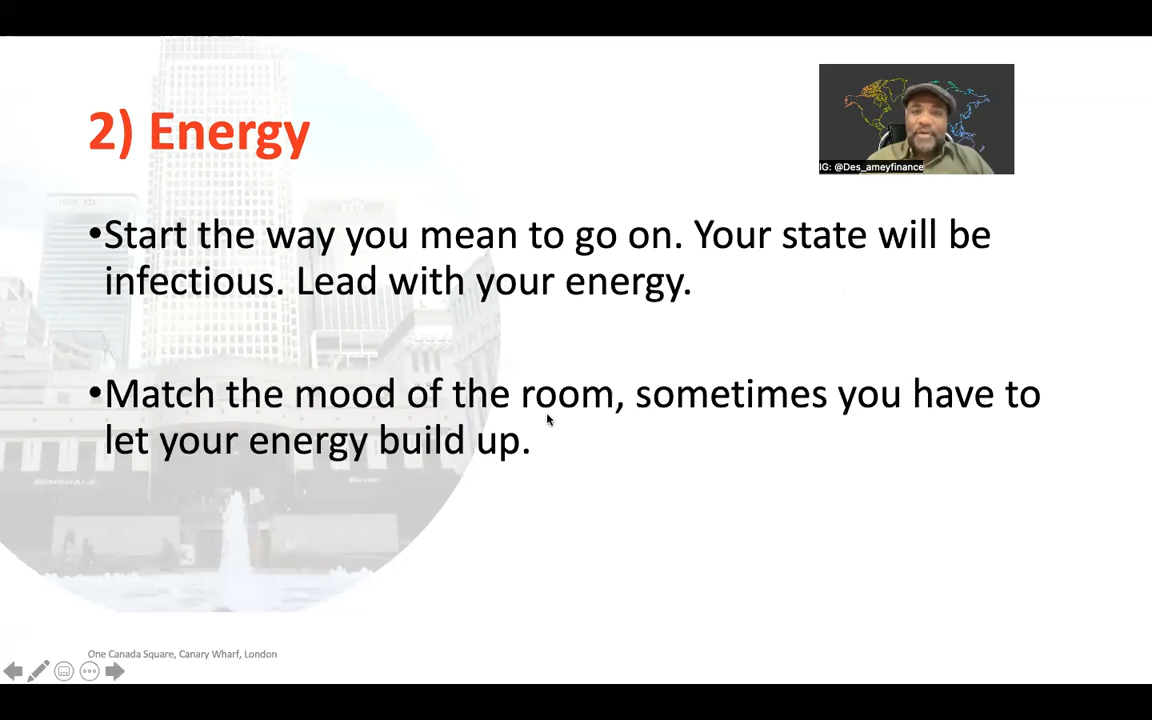 2) Energy
IG: @Des_ameyfinance
•Start the way you mean to go on. Your state will be
infectious. Lead with your energy.
•Match the mood of the room, sometimes you have to
let your energy build up.
One Canada Square, Canary Wharf, London